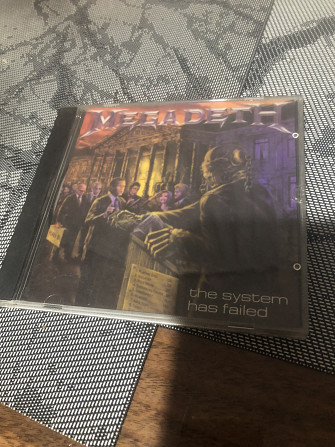 MEGADETH
the system
has failed